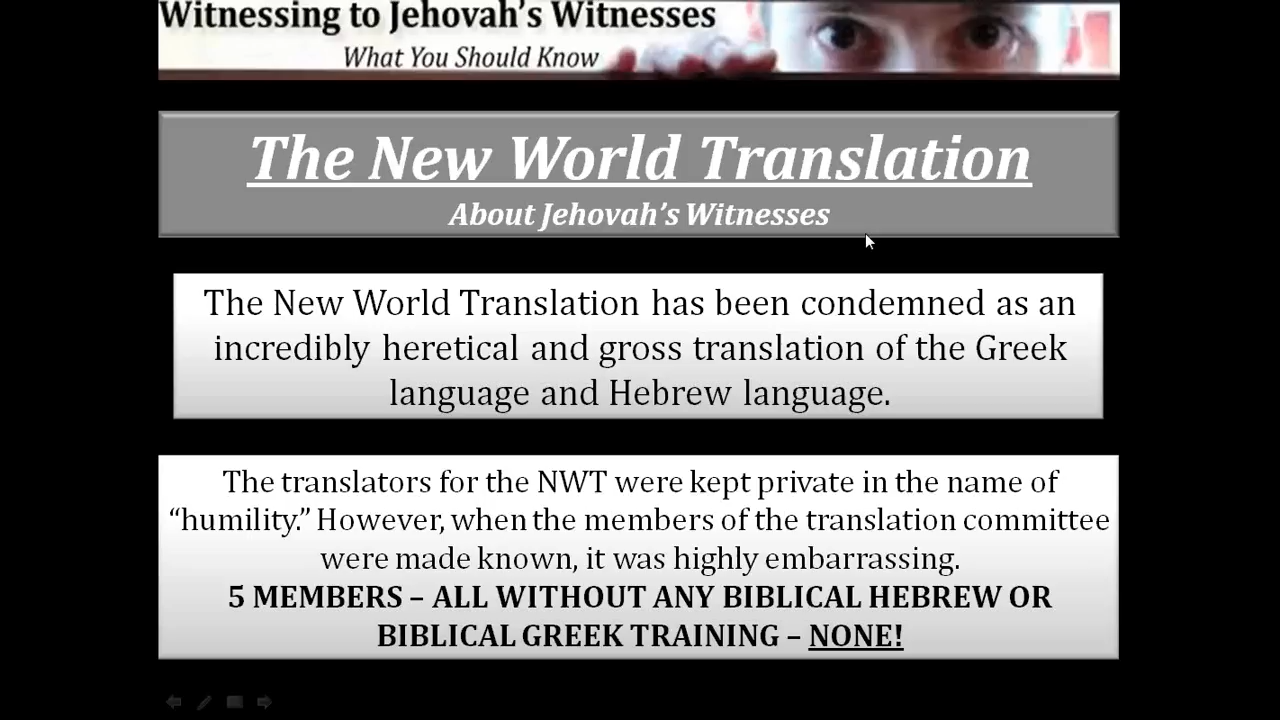 Witnessing to Jehovah's Witnesses
What You Should Know
The New World Translation
About Jehovah's Witnesses
The New World Translation has been condemned as an
incredibly heretical and gross translation of the Greek
language and Hebrew language.
The translators for the NWT were kept private in the name of
“humility.” However, when the members of the translation committee
were made known, it was highly embarrassing.
5 MEMBERS – ALL WITHOUT ANY BIBLICAL HEBREW OR
BIBLICAL GREEK TRAINING – NONE!